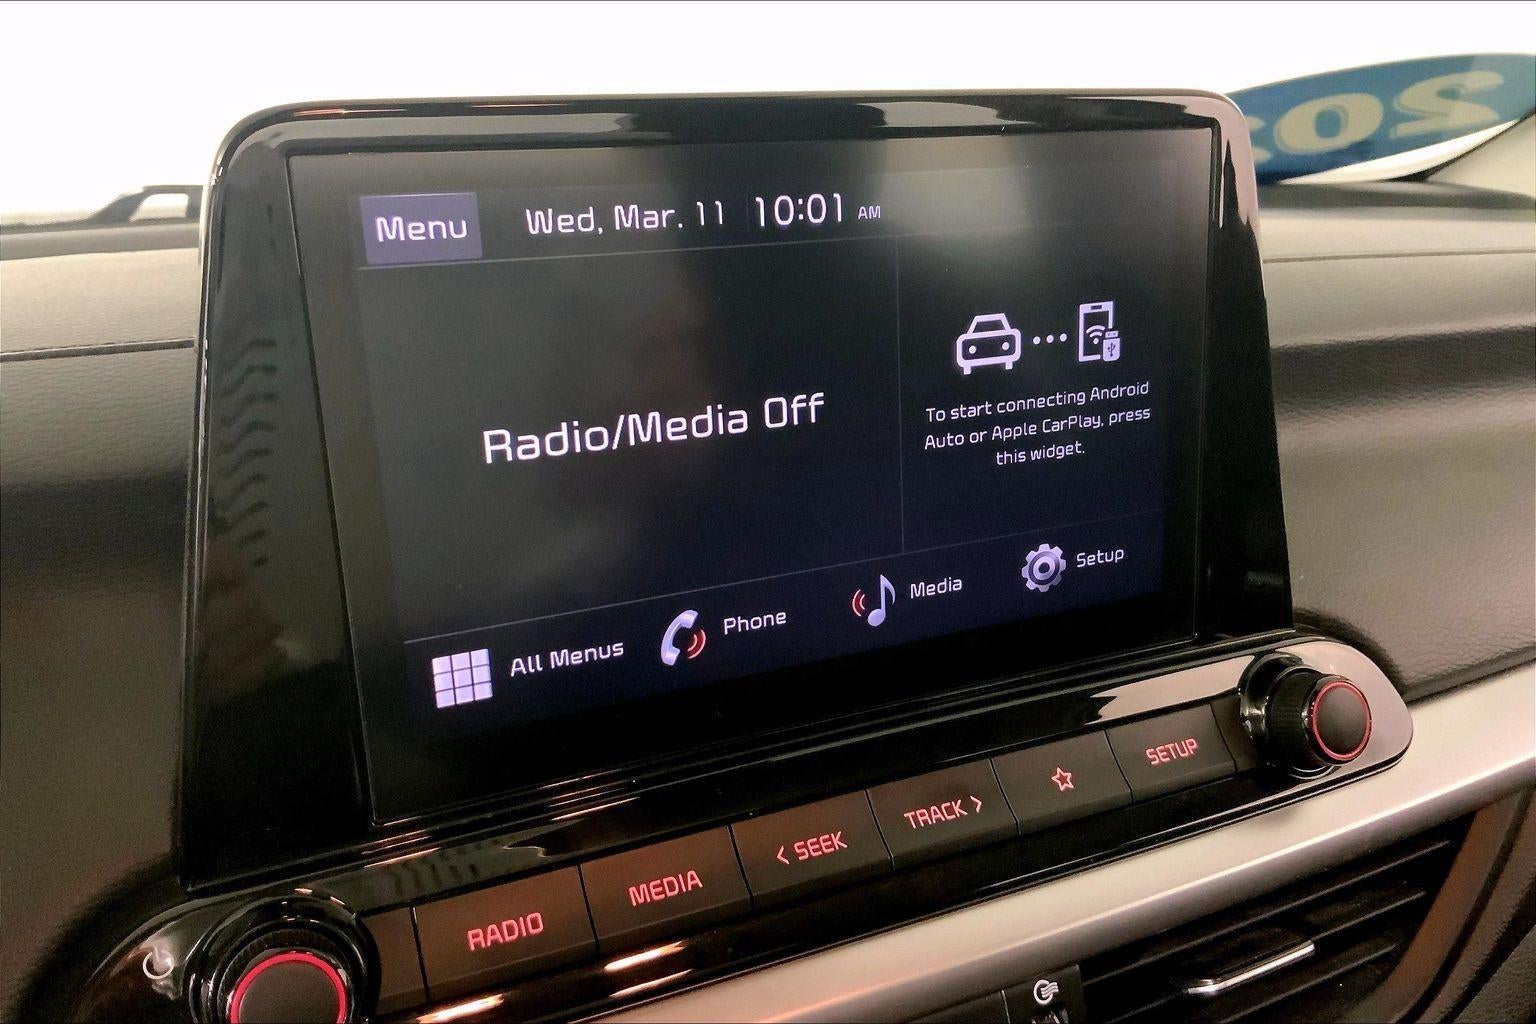 Menu
Wed, Mar. 11 10:01 AM
Radio/Media Off
To start connecting Android
Auto or Apple CarPlay, press
this widget.
All Menus
Phone
Media
Setup
RADIO
MEDIA
< SEEK
TRACK >
SETUP